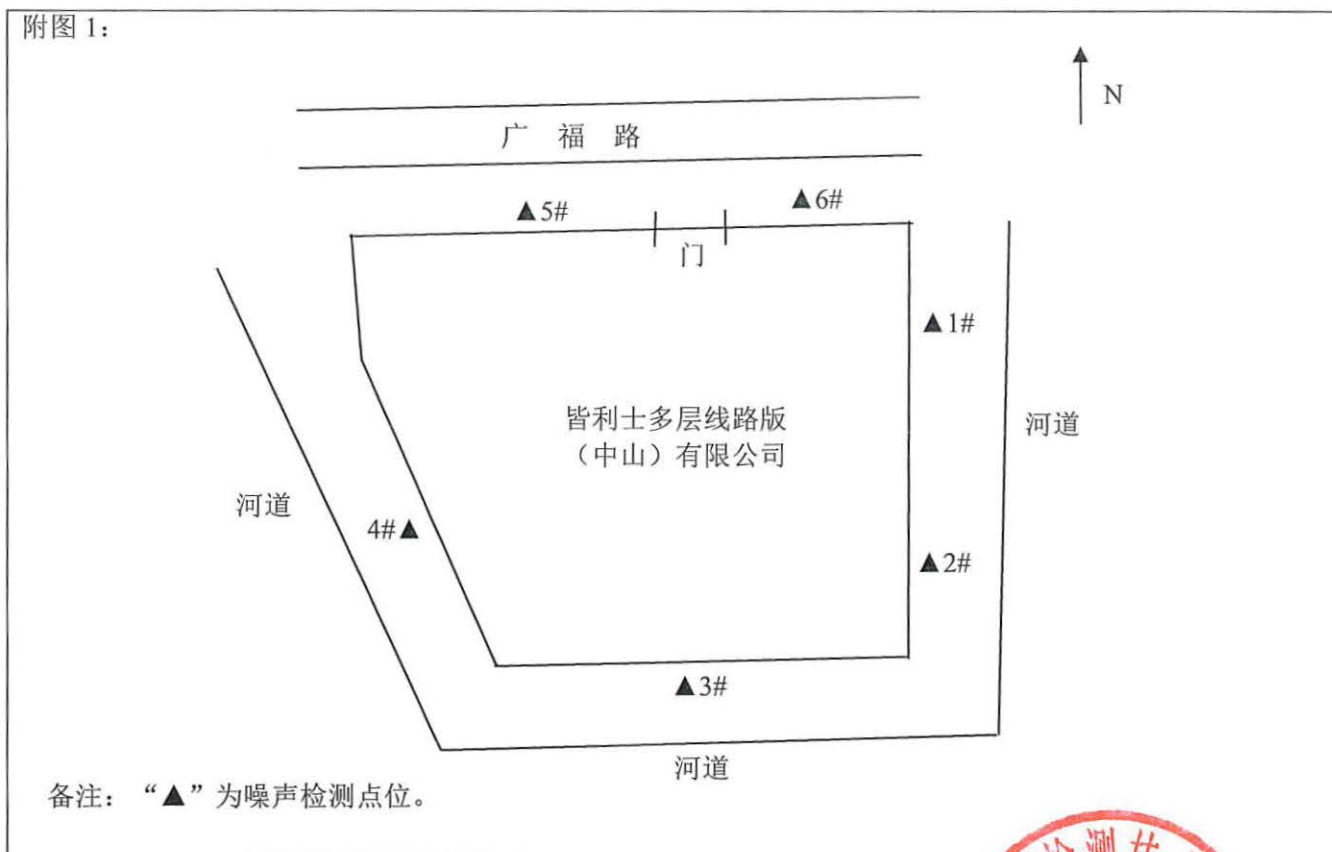 附图 1:
N
广 福 路
▲5#
▲6#
门
▲1#
皆利士多层线路版
（中山）有限公司
河道
河道
4#▲
▲2#
▲3#
河道
备注：“▲”为噪声检测点位。